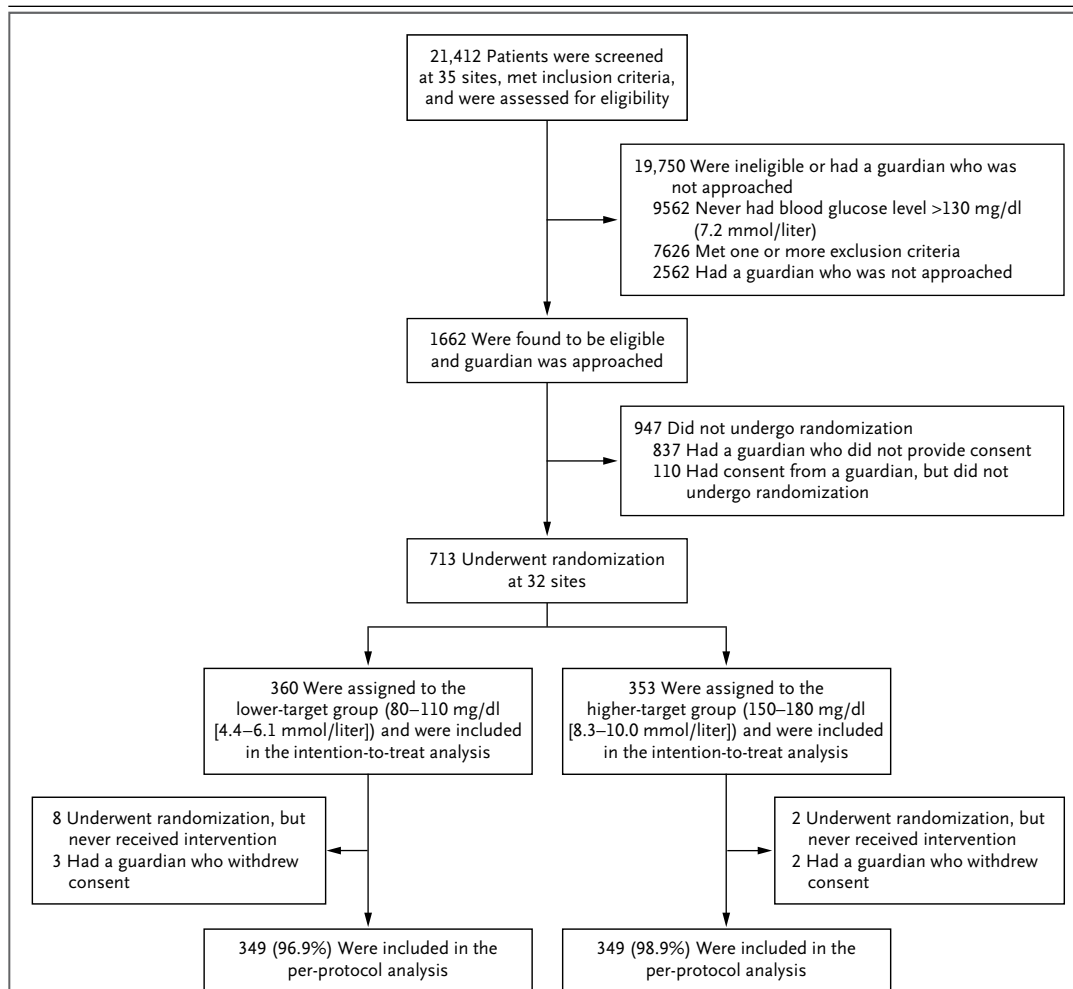 21,412 Patients were screened
at 35 sites, met inclusion criteria,
and were assessed for eligibility
19,750 Were ineligible or had a guardian who was
not approached
9562 Never had blood glucose level >130 mg/dl
(7.2 mmol/liter)
7626 Met one or more exclusion criteria
2562 Had a guardian who was not approached
1662 Were found to be eligible
and guardian was approached
947 Did not undergo randomization
837 Had a guardian who did not provide consent
110 Had consent from a guardian, but did not
undergo randomization
713 Underwent randomization
at 32 sites
360 Were assigned to the
lower-target group (80–110 mg/dl
[4.4–6.1 mmol/liter]) and were included
in the intention-to-treat analysis
353 Were assigned to the
higher-target group (150–180 mg/dl
[8.3–10.0 mmol/liter]) and were included
in the intention-to-treat analysis
8 Underwent randomization, but
never received intervention
3 Had a guardian who withdrew
consent
2 Underwent randomization, but
never received intervention
2 Had a guardian who withdrew
consent
349 (96.9%) Were included in the
per-protocol analysis
349 (98.9%) Were included in the
per-protocol analysis